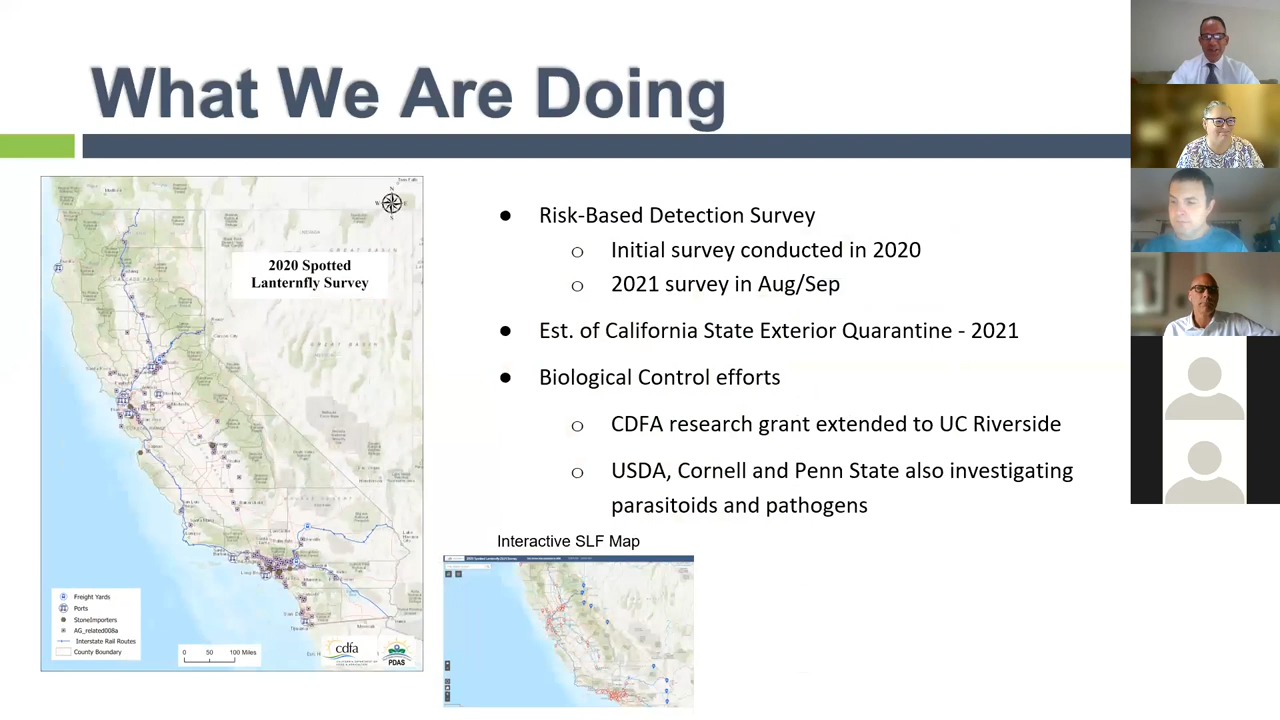 What We Are Doing
2020 Spotted
Lanternfly Survey
Freight Yards
Ports
StoneImporters
AG_related008a
Interstate Rail Routes
County Boundary
0 50 100 Miles
cdfa
PDAS
● Risk-Based Detection Survey
○ Initial survey conducted in 2020
○ 2021 survey in Aug/Sep
● Est. of California State Exterior Quarantine - 2021
● Biological Control efforts
○ CDFA research grant extended to UC Riverside
○ USDA, Cornell and Penn State also investigating
parasitoids and pathogens
Interactive SLF Map